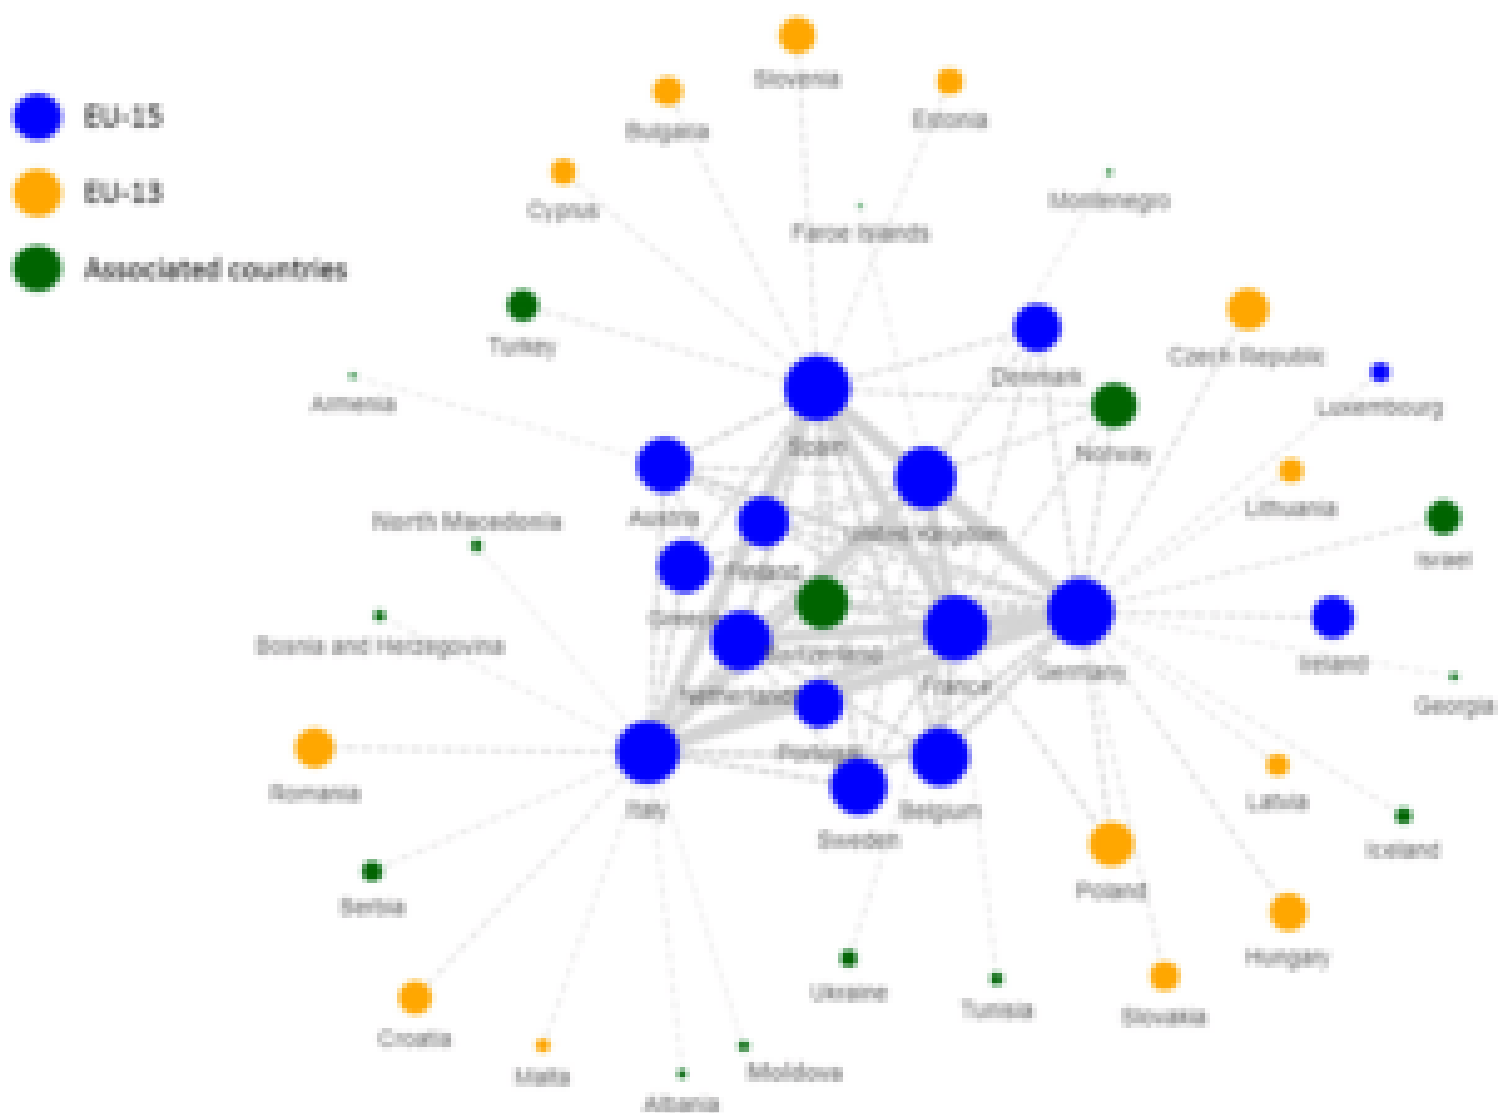 EU-15
EU-13
Associated countries
Slovenia
Estonia
Bulgaria
Montenegro
Cyprus
Faroe Islands
Turkey
Czech Republic
Denmark
Armenia
Luxembourg
Spain
Norway
Lithuania
Austria
North Macedonia
United Kingdom
Israel
Finland
Greece
Bosnia and Herzegovina
Switzerland
Ireland
Germany
France
Netherlands
Georgia
Portugal
Romania
Latvia
Italy
Belgium
Sweden
Iceland
Poland
Serbia
Hungary
Ukraine
Tunisia
Slovakia
Croatia
Malta
Moldova
Albania